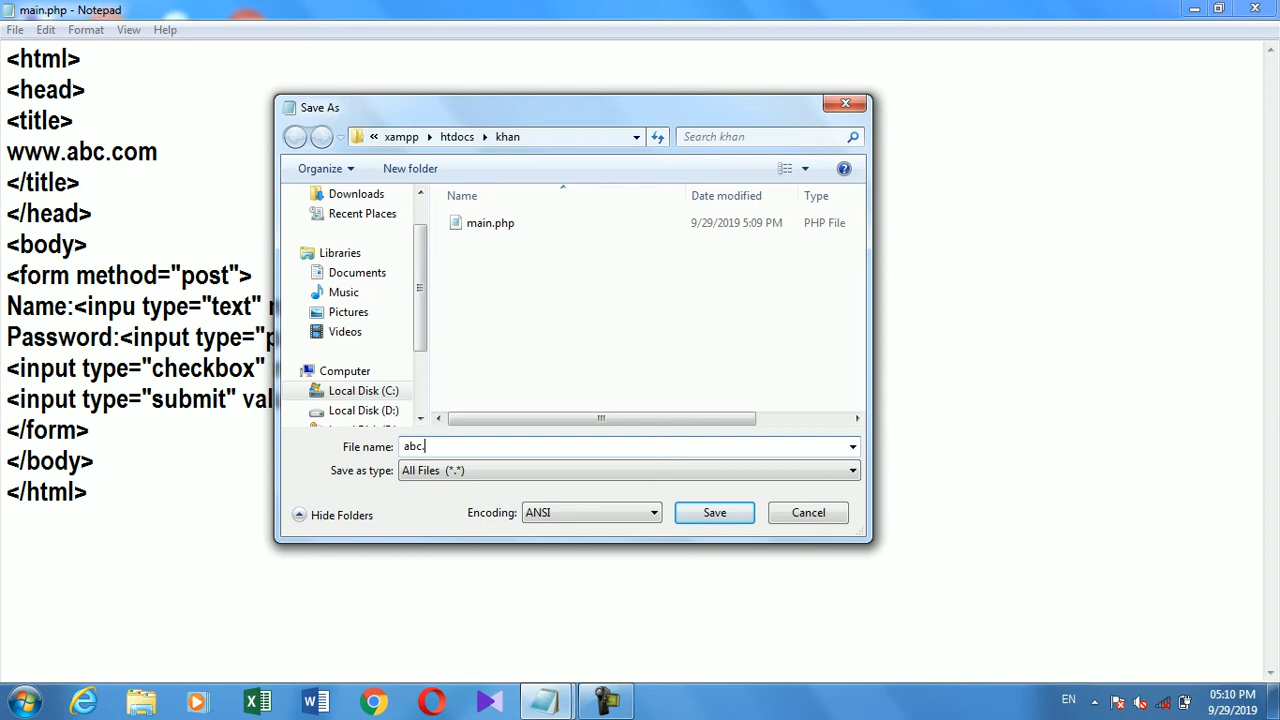 main.php - Notepad
File Edit Format View Help
<html>
<head>
<title>
www.abc.com
</title>
</head>
<body>
<form method="post">
Name:<inpu type="text"
Password:<input type="p
<input type="checkbox"
<input type="submit" val
</form>
</body>
</html>
Save As
« xampp htdocs khan
Search khan
Organize New folder
Downloads
Recent Places
Libraries
Documents
Music
Pictures
Videos
Computer
Local Disk (C:)
Local Disk (D:)
Name Date modified Type
main.php 9/29/2019 5:09 PM PHP File
File name: abc.
Save as type: All Files (*.*)
Hide Folders
Encoding: ANSI
Save Cancel
EN
05:10 PM
9/29/2019